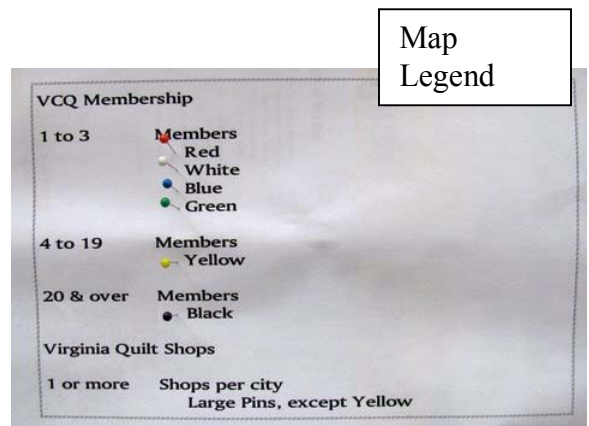 Map
Legend
VCQ Membership
1 to 3 Members
Red
White
Blue
Green
4 to 19 Members
Yellow
20 & over Members
Black
Virginia Quilt Shops
1 or more Shops per city
Large Pins, except Yellow